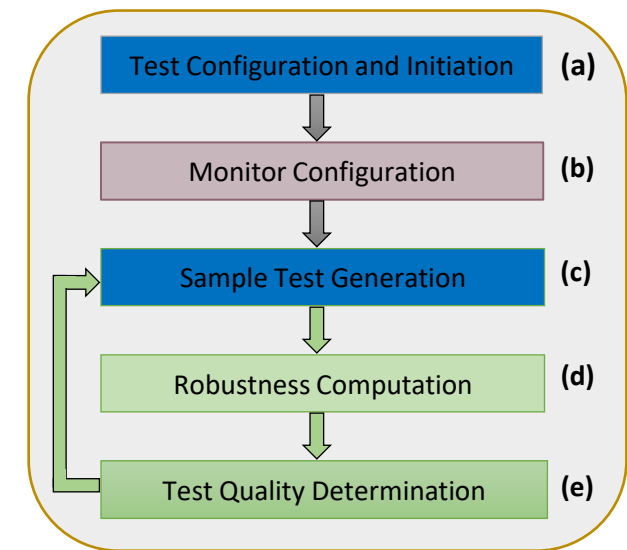 Test Configuration and Initiation (a)
Monitor Configuration (b)
Sample Test Generation (c)
Robustness Computation (d)
Test Quality Determination (e)